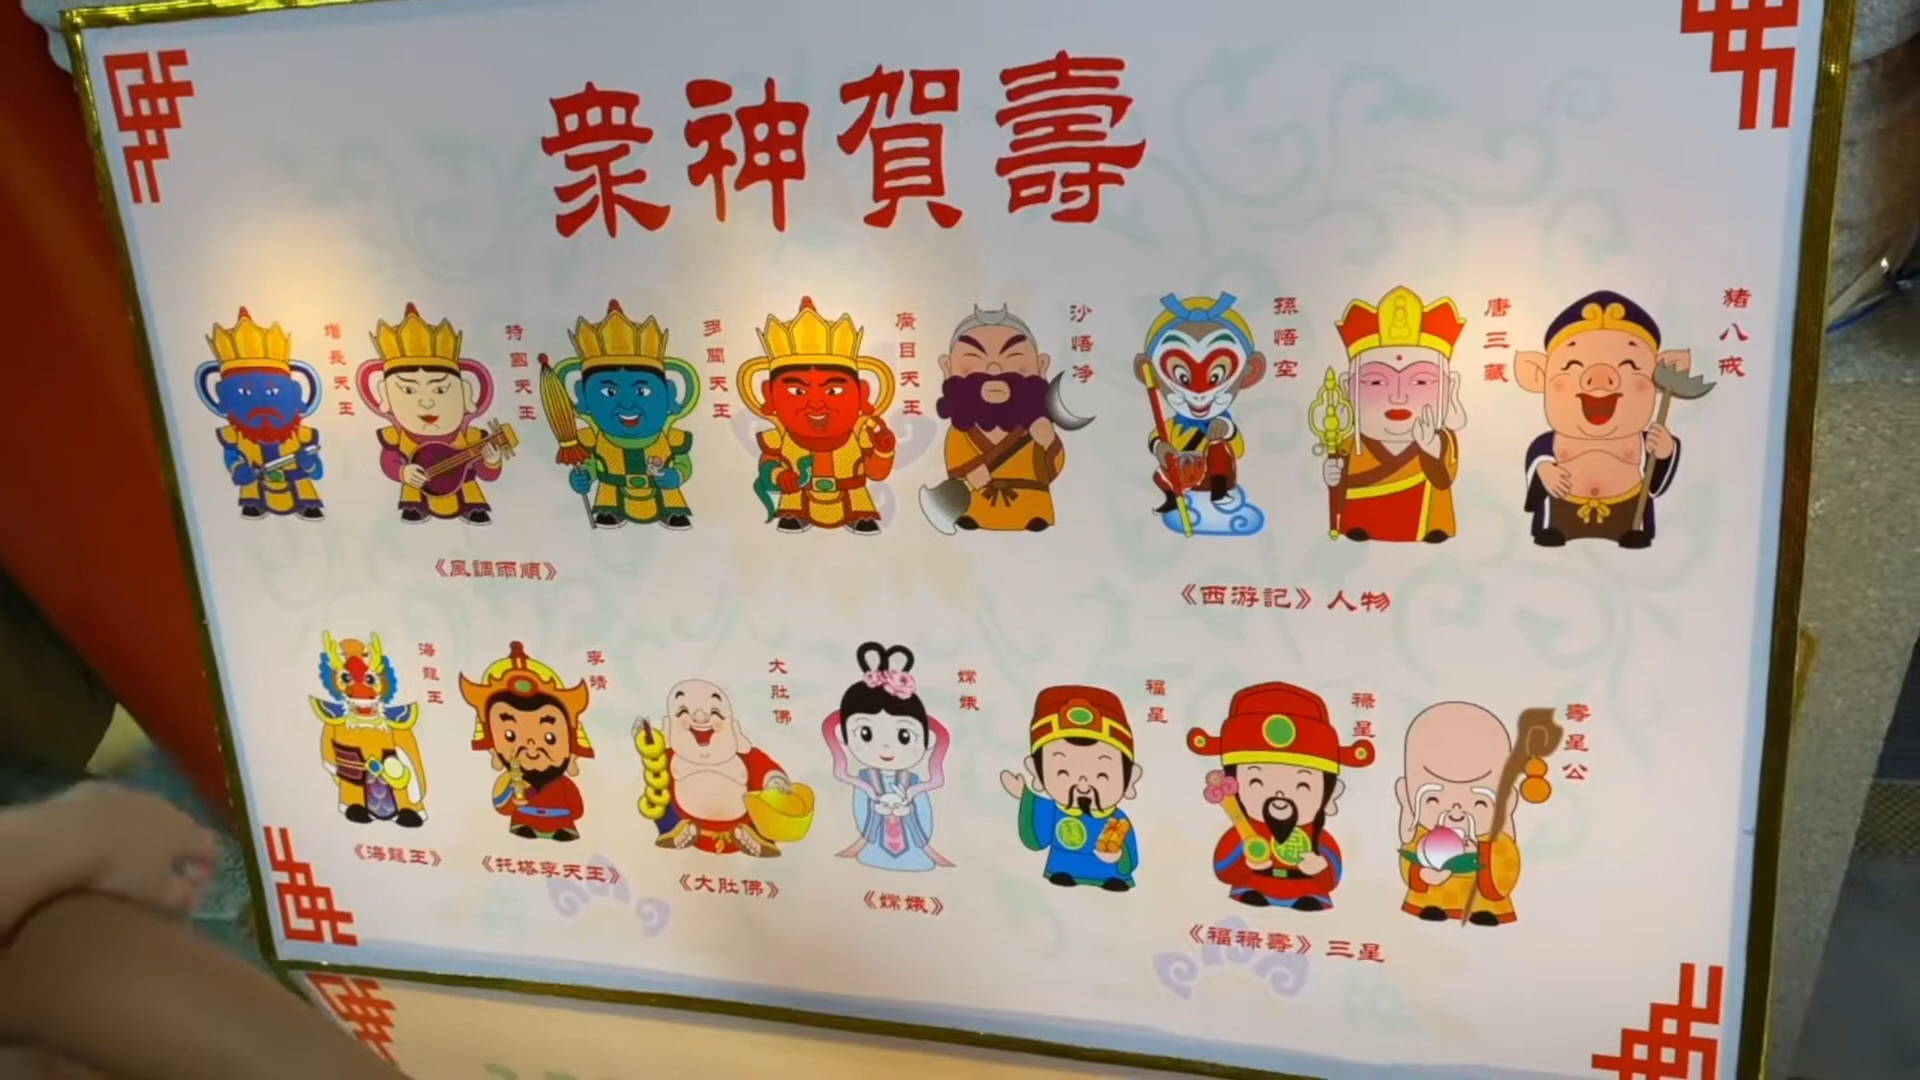 眾神賀壽
增長天王
持國天王
多聞天王
廣目天王
沙悟淨
孫悟空
唐三藏
豬八戒
《風調雨順》
《西游記》人物
海龍王
李靖
大肚佛
嫦娥
福星
祿星
壽星公
《海龍王》
《托塔李天王》
《大肚佛》
《嫦娥》
《福祿壽》三星